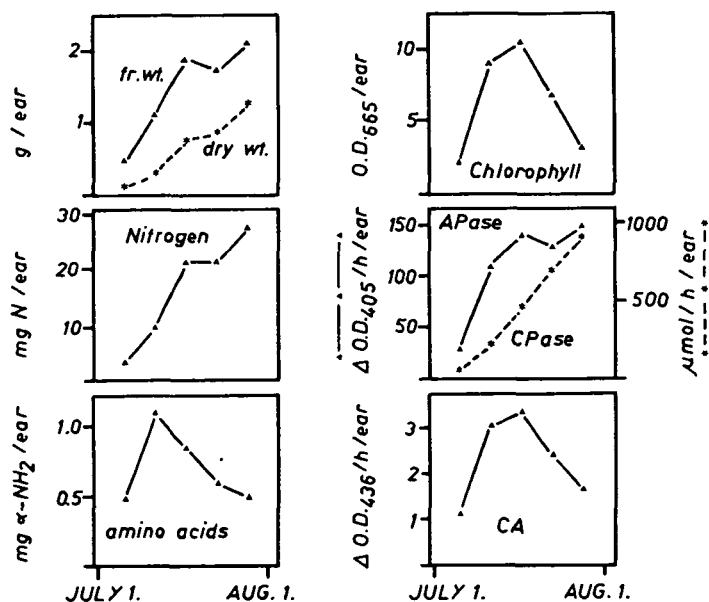 2
1
g / ear
fr. wt.
dry wt.
10
5
O.D.665/ear
Chlorophyll
30
20
10
mg N/ear
Nitrogen
150
100
50
Δ O.D.405/h/ear
APase
CPase
1000
500
μmol/h/ear
1.0
0.5
mg α-NH2/ear
amino acids
3
2
1
Δ O.D.436/h/ear
CA
JULY 1.
AUG. 1.
JULY 1.
AUG. 1.